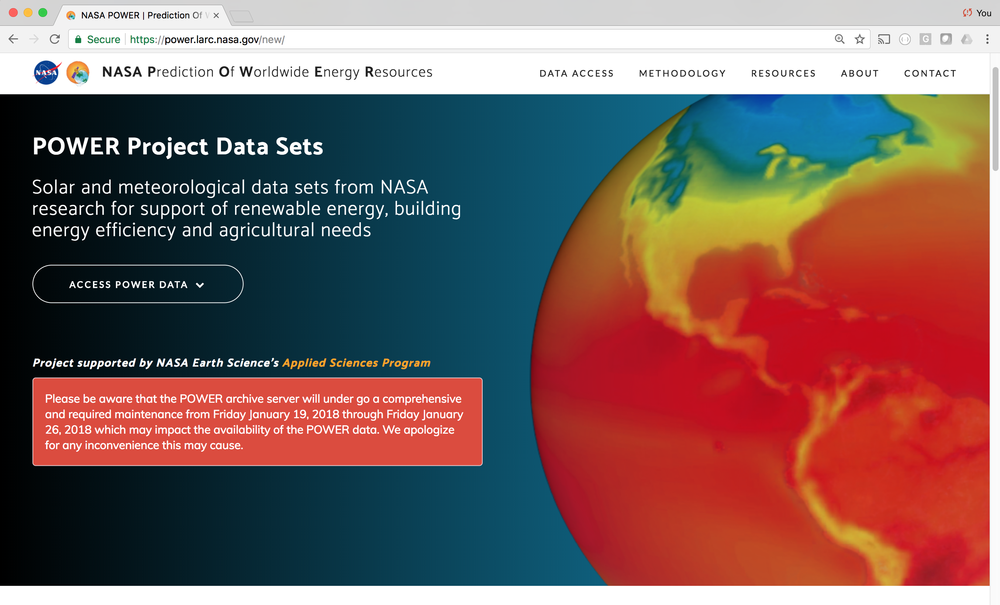 NASA POWER | Prediction Of W
You
Secure
https://power.larc.nasa.gov/new/
G
NASA
NASA Prediction Of Worldwide Energy Resources
DATA ACCESS
METHODOLOGY
RESOURCES
ABOUT
CONTACT
POWER Project Data Sets
Solar and meteorological data sets from NASA
research for support of renewable energy, building
energy efficiency and agricultural needs
ACCESS POWER DATA
Project supported by NASA Earth Science's Applied Sciences Program
Please be aware that the POWER archive server will under go a comprehensive
and required maintenance from Friday January 19, 2018 through Friday January
26, 2018 which may impact the availability of the POWER data. We apologize
for any inconvenience this may cause.